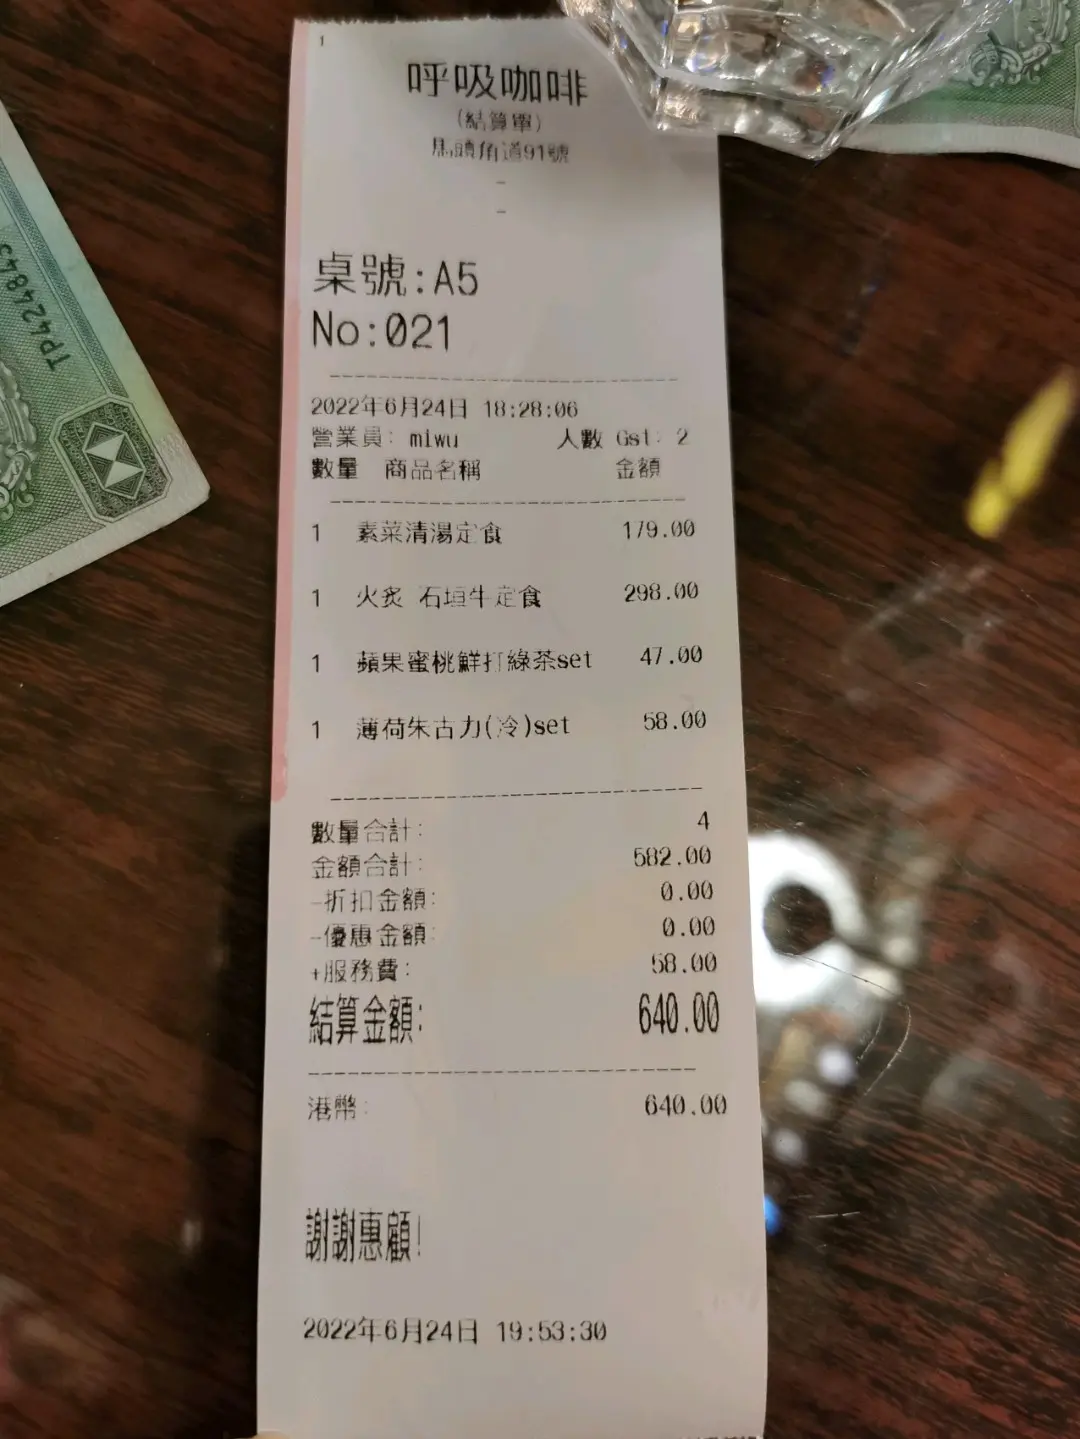 1
呼吸咖啡
(結算單)
馬頭角道91號
-
-
桌號:A5
No:021
2022年6月24日 18:28:06
營業員: miwu 人數 Gst: 2
數量 商品名稱 金額
1 素菜清湯定食 179.00
1 火炙 石垣牛定食 298.00
1 蘋果蜜桃鮮打綠茶set 47.00
1 薄荷朱古力(冷)set 58.00
數量合計: 4
金額合計: 582.00
-折扣金額: 0.00
-優惠金額: 0.00
+服務費: 58.00
結算金額: 640.00
港幣: 640.00
謝謝惠顧!
2022年6月24日 19:53:30